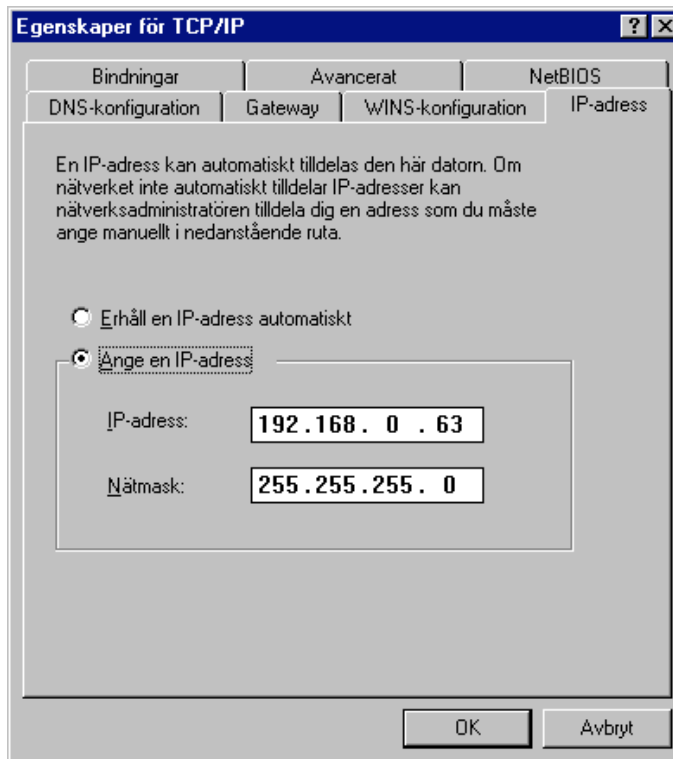 Egenskaper för TCP/IP
Bindningar Avancerat NetBIOS
DNS-konfiguration Gateway WINS-konfiguration IP-adress
En IP-adress kan automatiskt tilldelas den här datorn. Om
nätverket inte automatiskt tilldelar IP-adresser kan
nätverksadministratören tilldela dig en adress som du måste
ange manuellt i nedanstående ruta.
Erhåll en IP-adress automatiskt
Ange en IP-adress
IP-adress: 192.168. 0 .63
Nätmask: 255.255.255. 0
OK Avbryt